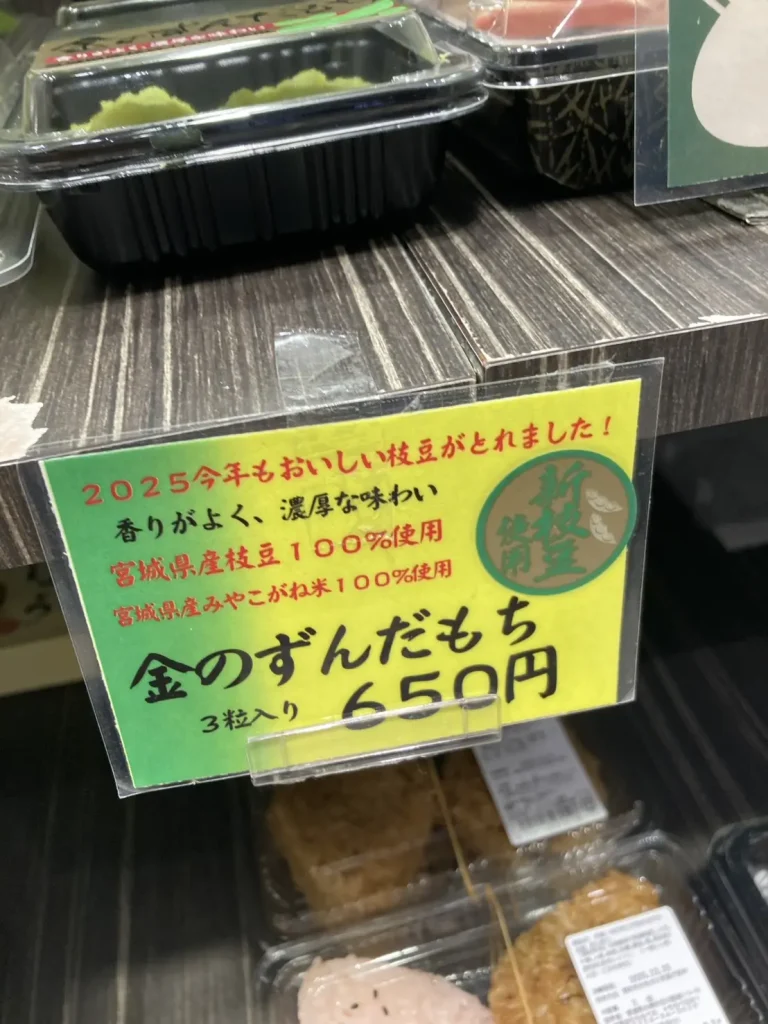 2025今年もおいしい枝豆がとれました！
香りがよく、濃厚な味わい
宮城県産枝豆100%使用
宮城県産みやこがね米100%使用
新枝豆
使用
金のずんだもち
3粒入り 650円